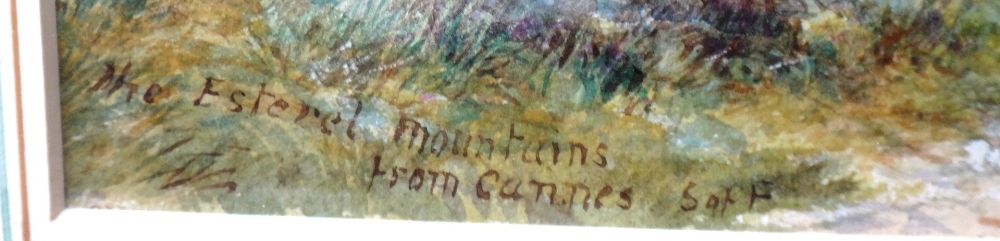 the Esterel mountains
from Cannes S of F